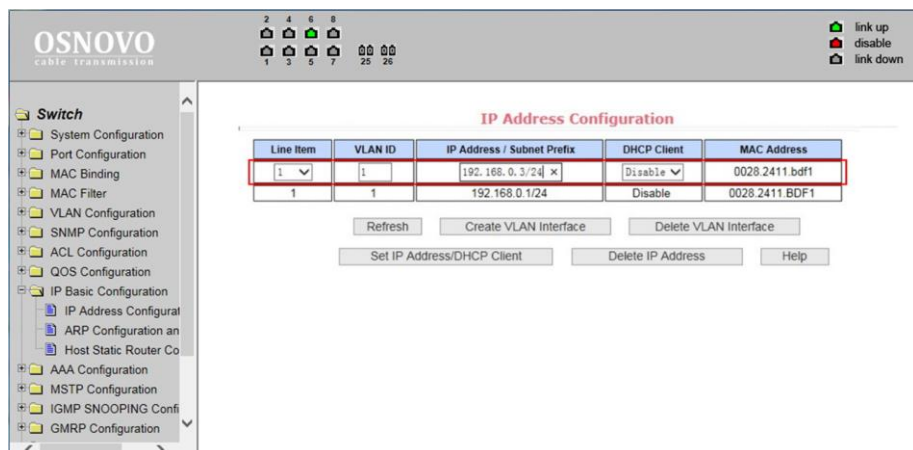 OSNOVO
cable transmission
2 4 6 8
1 3 5 7 25 26
link up
disable
link down
Switch
System Configuration
Port Configuration
MAC Binding
MAC Filter
VLAN Configuration
SNMP Configuration
ACL Configuration
QOS Configuration
IP Basic Configuration
IP Address Configurat
ARP Configuration an
Host Static Router Co
AAA Configuration
MSTP Configuration
IGMP SNOOPING Confi
GMRP Configuration
IP Address Configuration
Line Item VLAN ID IP Address / Subnet Prefix DHCP Client MAC Address
1 1 192.168.0.3/24 Disable 0028.2411.bdf1
1 1 192.168.0.1/24 Disable 0028.2411.BDF1
Refresh Create VLAN Interface Delete VLAN Interface
Set IP Address/DHCP Client Delete IP Address Help